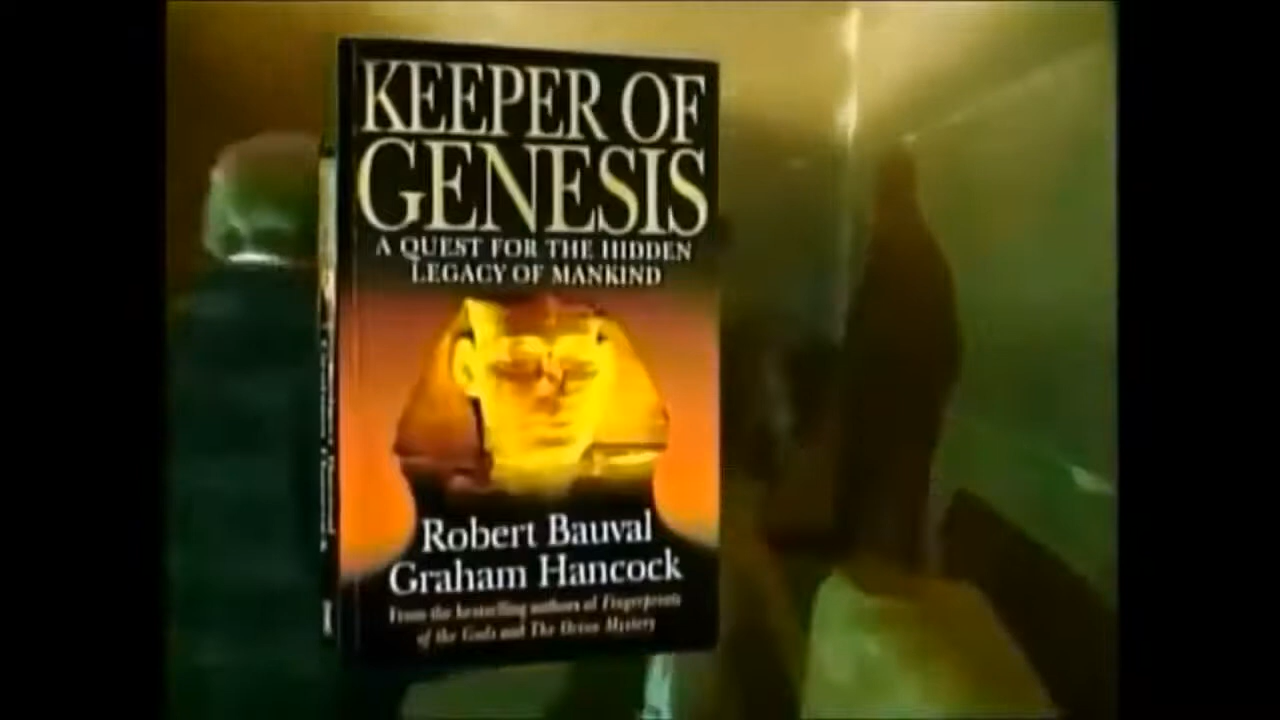 KEEPER OF
GENESIS
A QUEST FOR THE HIDDEN
LEGACY OF MANKIND
Robert Bauval
Graham Hancock
From the bestselling authors of Fingerprints
of the Gods and The Orion Mystery